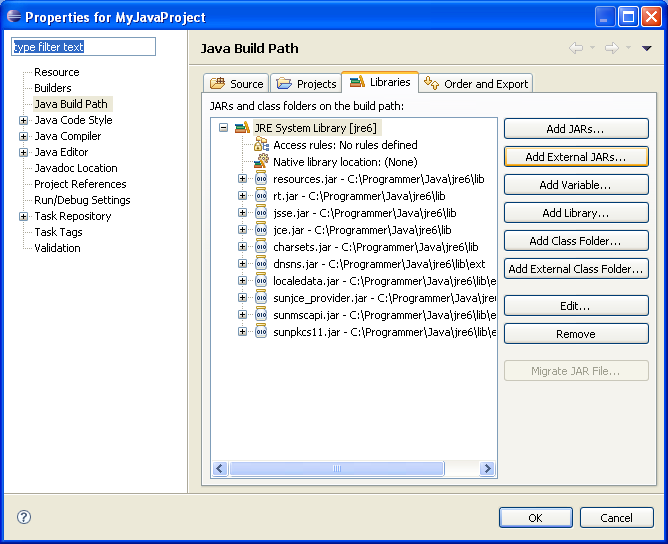 Properties for MyJavaProject
type filter text
Resource
Builders
Java Build Path
Java Code Style
Java Compiler
Java Editor
Javadoc Location
Project References
Run/Debug Settings
Task Repository
Task Tags
Validation
Java Build Path
Source
Projects
Libraries
Order and Export
JARs and class folders on the build path:
JRE System Library [jre6]
Access rules: No rules defined
Native library location: (None)
resources.jar - C:\Programmer\Java\jre6\lib
rt.jar - C:\Programmer\Java\jre6\lib
jsse.jar - C:\Programmer\Java\jre6\lib
jce.jar - C:\Programmer\Java\jre6\lib
charsets.jar - C:\Programmer\Java\jre6\lib
dnsns.jar - C:\Programmer\Java\jre6\lib\ext
localedata.jar - C:\Programmer\Java\jre6\lib\e
sunjce_provider.jar - C:\Programmer\Java\jre
sunmscapi.jar - C:\Programmer\Java\jre6\lib\e
sunpkcs11.jar - C:\Programmer\Java\jre6\lib\e
Add JARs...
Add External JARs...
Add Variable...
Add Library...
Add Class Folder...
Add External Class Folder...
Edit...
Remove
Migrate JAR File...
OK
Cancel